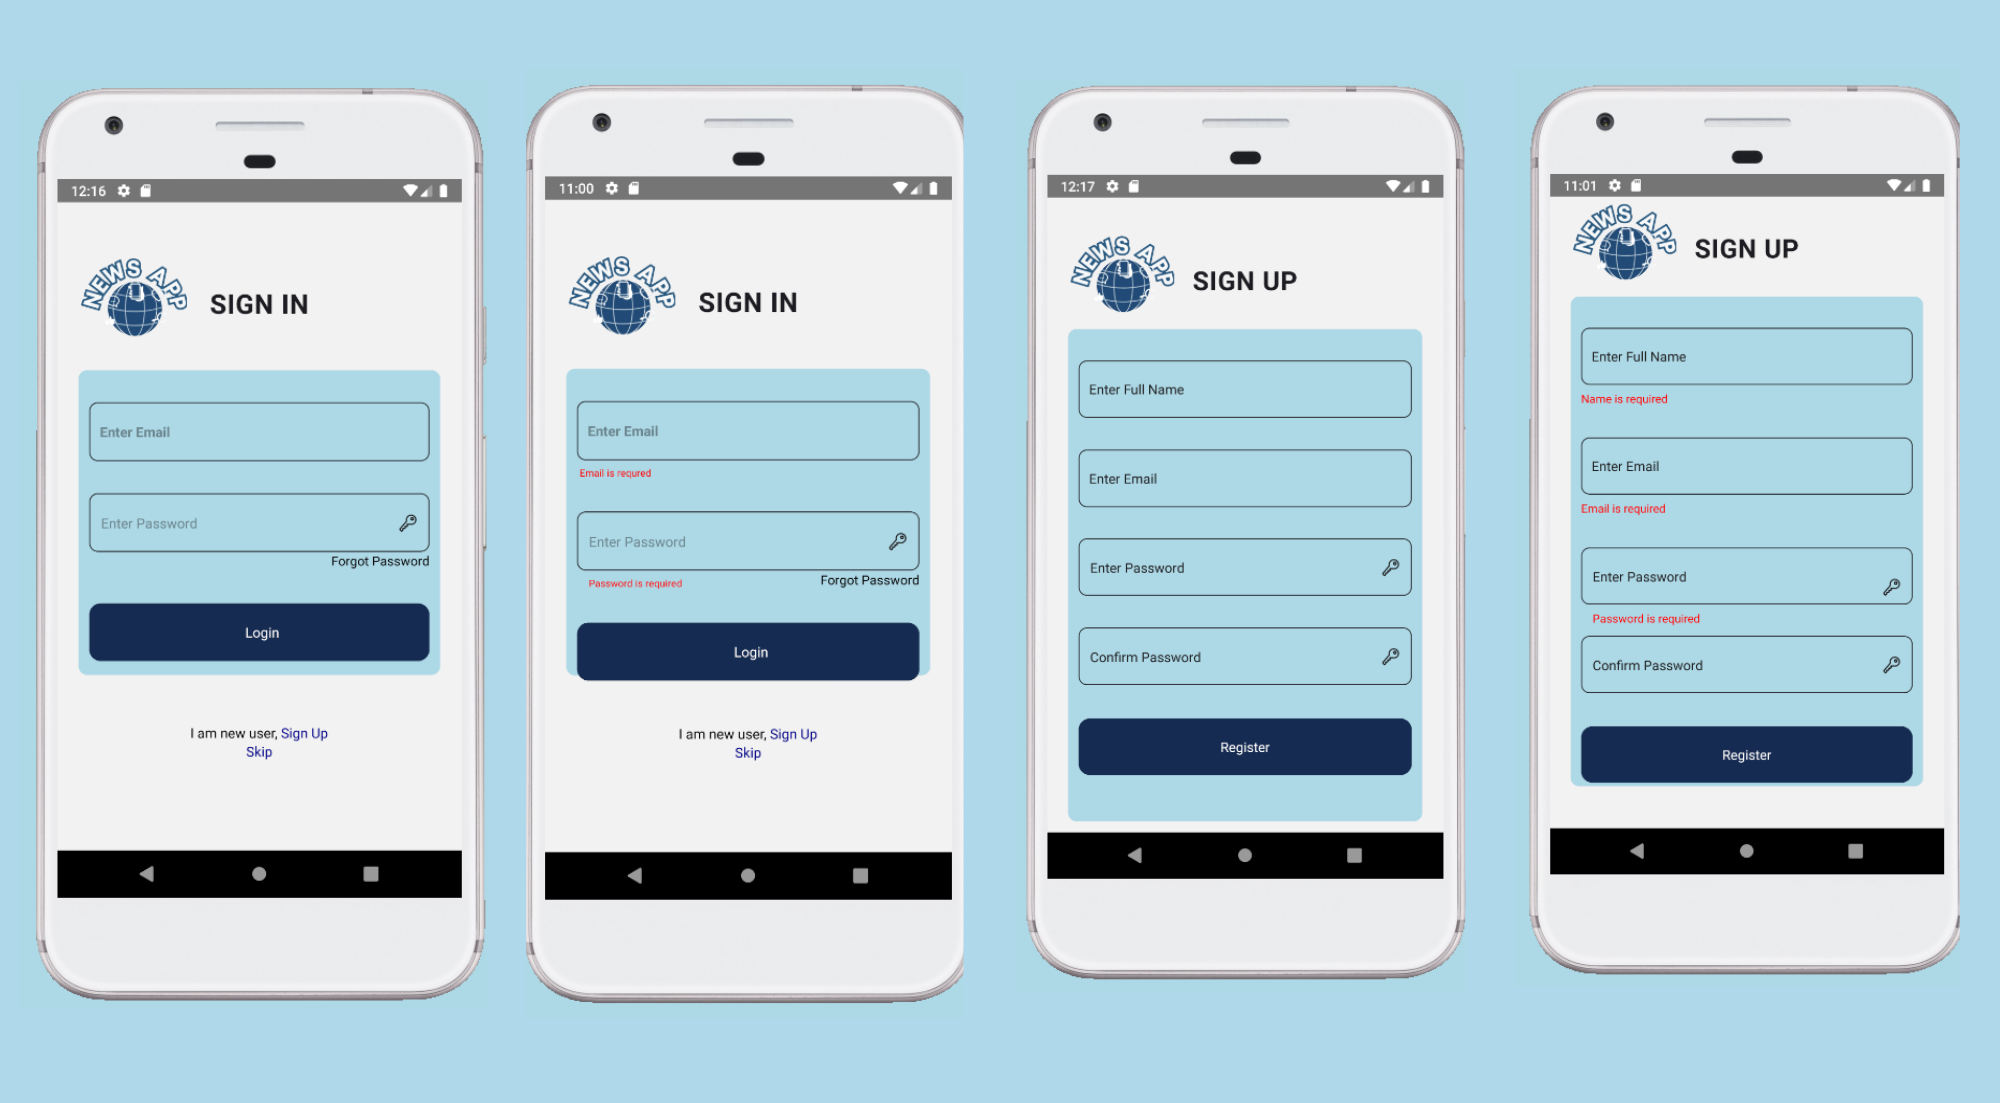 12:16
NEWS APP
SIGN IN
Enter Email
Enter Password
Forgot Password
Login
I am new user, Sign Up
Skip
11:00
NEWS APP
SIGN IN
Enter Email
Email is requred
Enter Password
Password is required
Forgot Password
Login
I am new user, Sign Up
Skip
12:17
NEWS APP
SIGN UP
Enter Full Name
Enter Email
Enter Password
Confirm Password
Register
11:01
NEWS APP
SIGN UP
Enter Full Name
Name is required
Enter Email
Email is required
Enter Password
Password is required
Confirm Password
Register